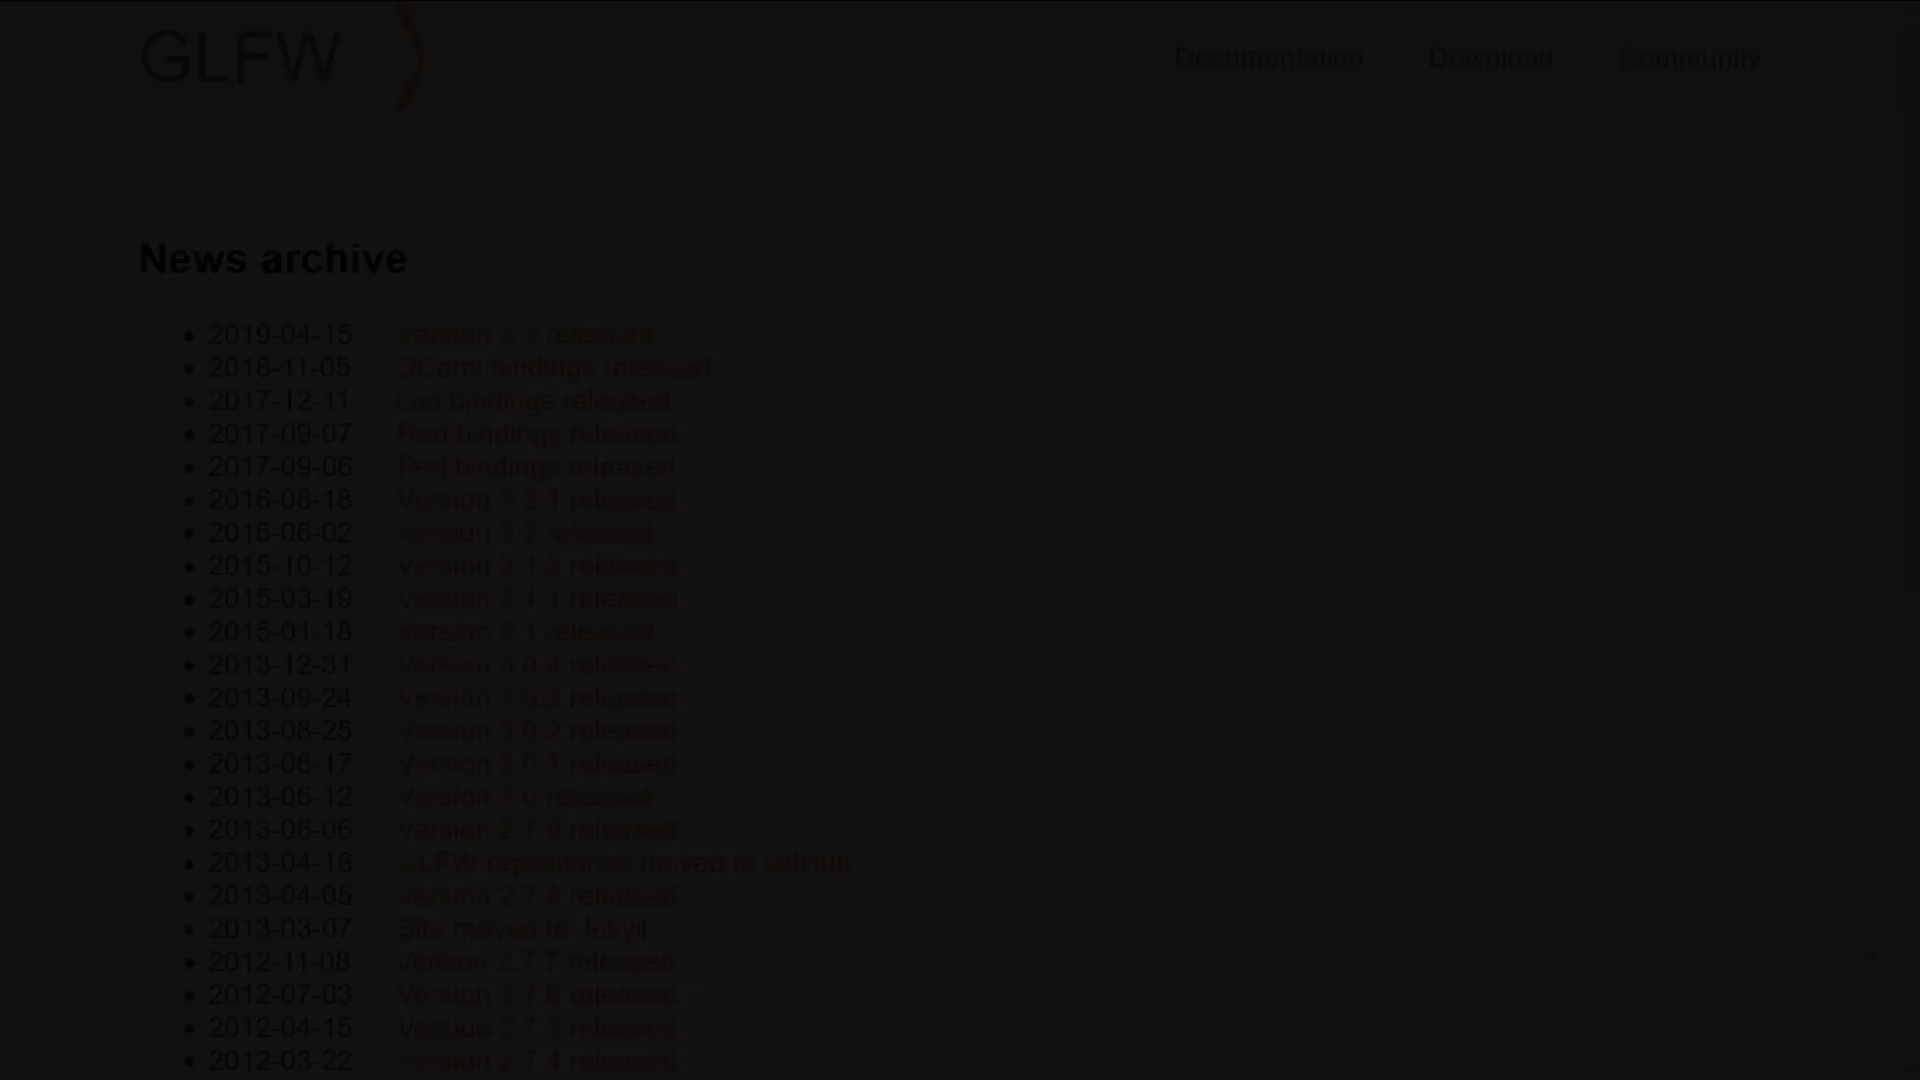 GLFW
Documentation Download Community
News archive
2019-04-15 Version 3.3 released
2018-11-05 OCaml bindings released
2017-12-11 Lua bindings released
2017-09-07 Red bindings released
2017-09-06 Perl bindings released
2016-08-18 Version 3.2.1 released
2016-06-02 Version 3.2 released
2015-10-12 Version 3.1.2 released
2015-03-19 Version 3.1.1 released
2015-01-18 Version 3.1 released
2013-12-31 Version 3.0.4 released
2013-09-24 Version 3.0.3 released
2013-08-25 Version 3.0.2 released
2013-06-17 Version 3.0.1 released
2013-06-12 Version 3.0 released
2013-06-06 Version 2.7.9 released
2013-04-18 GLFW repositories moved to GitHub
2013-04-05 Version 2.7.8 released
2013-03-07 Site moved to Jekyll
2012-11-08 Version 2.7.7 released
2012-07-03 Version 2.7.6 released
2012-04-15 Version 2.7.5 released
2012-03-22 Version 2.7.4 released